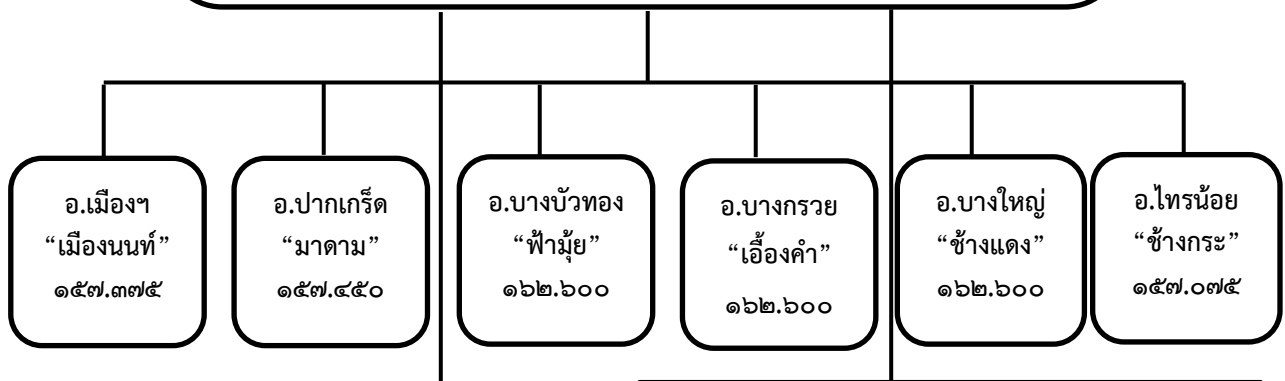 อ.เมืองฯ
“เมืองนนท์”
๑๕๗.๓๗๕
อ.ปากเกร็ด
“มาดาม”
๑๕๗.๔๕๐
อ.บางบัวทอง
“ฟ้ามุ้ย”
๑๖๒.๖๐๐
อ.บางกรวย
“เอื้องคำ”
๑๖๒.๖๐๐
อ.บางใหญ่
“ช้างแดง”
๑๖๒.๖๐๐
อ.ไทรน้อย
“ช้างกระ”
๑๕๗.๐๗๕